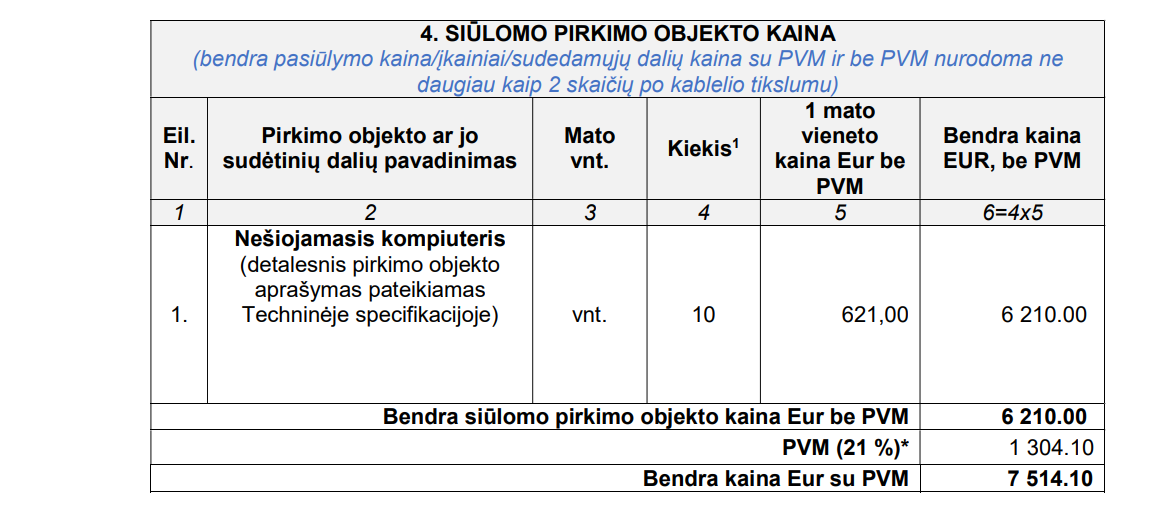 4. SIŪLOMO PIRKIMO OBJEKTO KAINA
(bendra pasiūlymo kaina/įkainiai/sudedamųjų dalių kaina su PVM ir be PVM nurodoma ne
daugiau kaip 2 skaičių po kablelio tikslumu)
Eil.
Nr.
Pirkimo objekto ar jo
sudėtinių dalių pavadinimas
Mato
vnt.
Kiekis¹
1 mato
vieneto
kaina Eur be
PVM
Bendra kaina
EUR, be PVM
1
2
3
4
5
6=4x5
1.
Nešiojamasis kompiuteris
(detalesnis pirkimo objekto
aprašymas pateikiamas
Techninėje specifikacijoje)
vnt.
10
621,00
6 210.00
Bendra siūlomo pirkimo objekto kaina Eur be PVM
6 210.00
PVM (21 %)*
1 304.10
Bendra kaina Eur su PVM
7 514.10